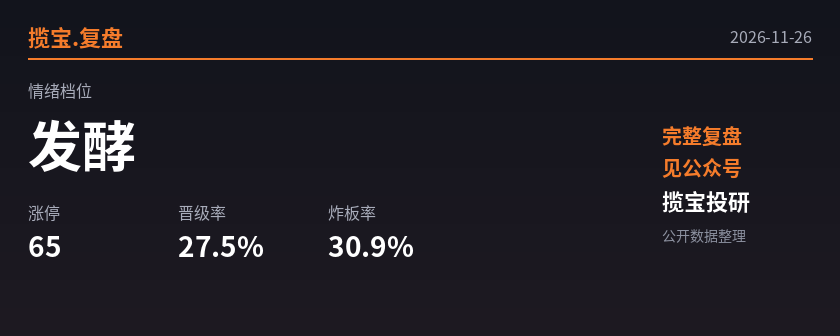 揽宝.复盘
2026-11-26
情绪档位
发酵
涨停
晋级率
炸板率
65
27.5%
30.9%
完整复盘
见公众号
揽宝投研
公开数据整理